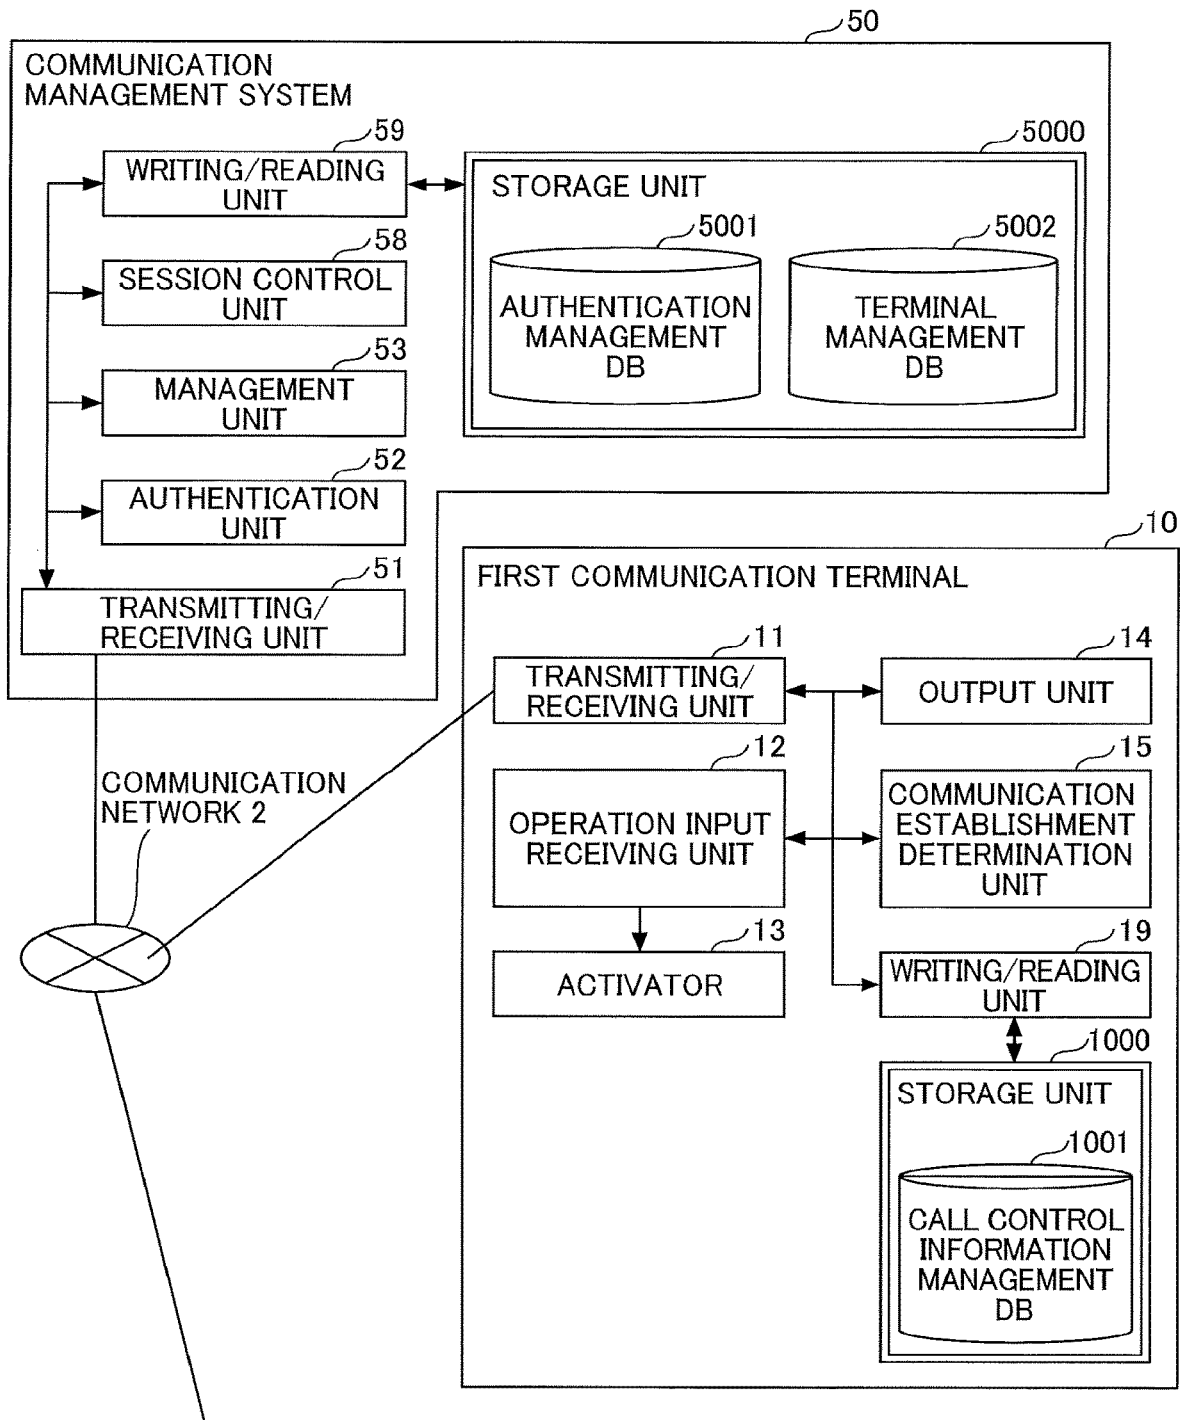 50
COMMUNICATION
MANAGEMENT SYSTEM
59
WRITING/READING
UNIT
5000
STORAGE UNIT
5001
AUTHENTICATION
MANAGEMENT
DB
5002
TERMINAL
MANAGEMENT
DB
58
SESSION CONTROL
UNIT
53
MANAGEMENT
UNIT
52
AUTHENTICATION
UNIT
51
TRANSMITTING/
RECEIVING UNIT
COMMUNICATION
NETWORK 2
10
FIRST COMMUNICATION TERMINAL
11
TRANSMITTING/
RECEIVING UNIT
14
OUTPUT UNIT
12
OPERATION INPUT
RECEIVING UNIT
15
COMMUNICATION
ESTABLISHMENT
DETERMINATION
UNIT
13
ACTIVATOR
19
WRITING/READING
UNIT
1000
STORAGE UNIT
1001
CALL CONTROL
INFORMATION
MANAGEMENT
DB